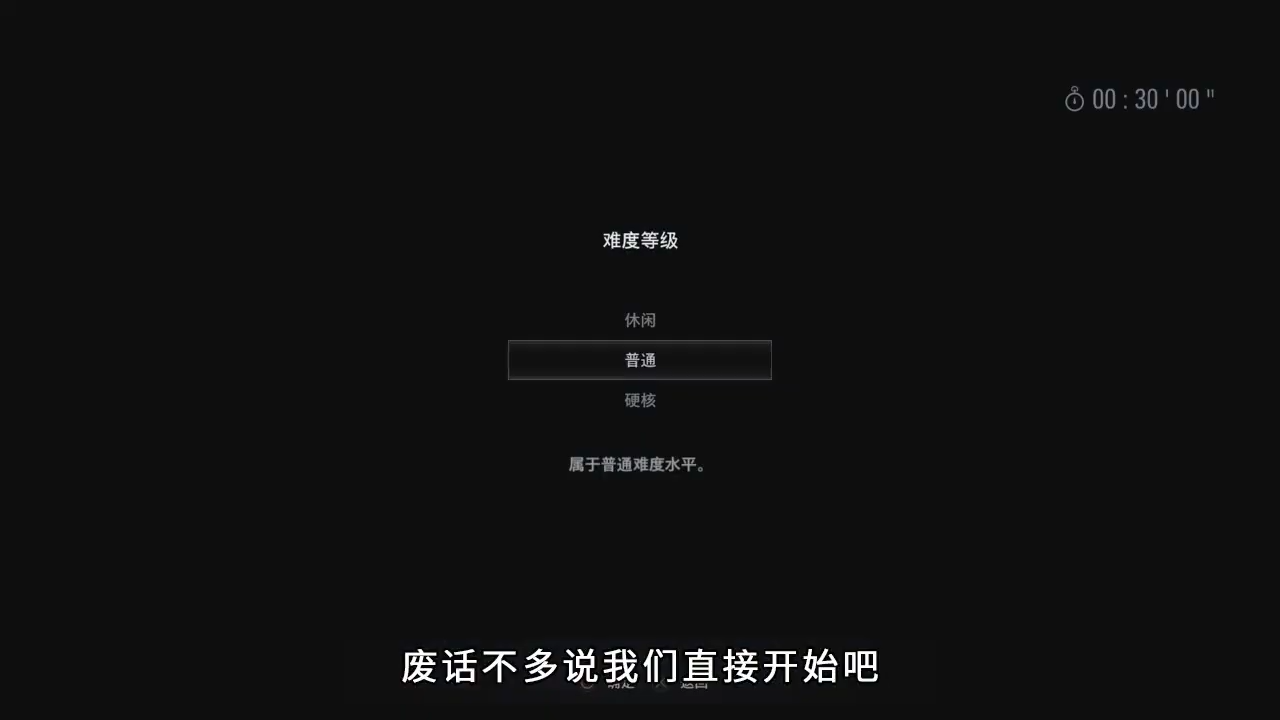 00 : 30 ' 00 "
难度等级
休闲
普通
硬核
属于普通难度水平。
废话不多说我们直接开始吧